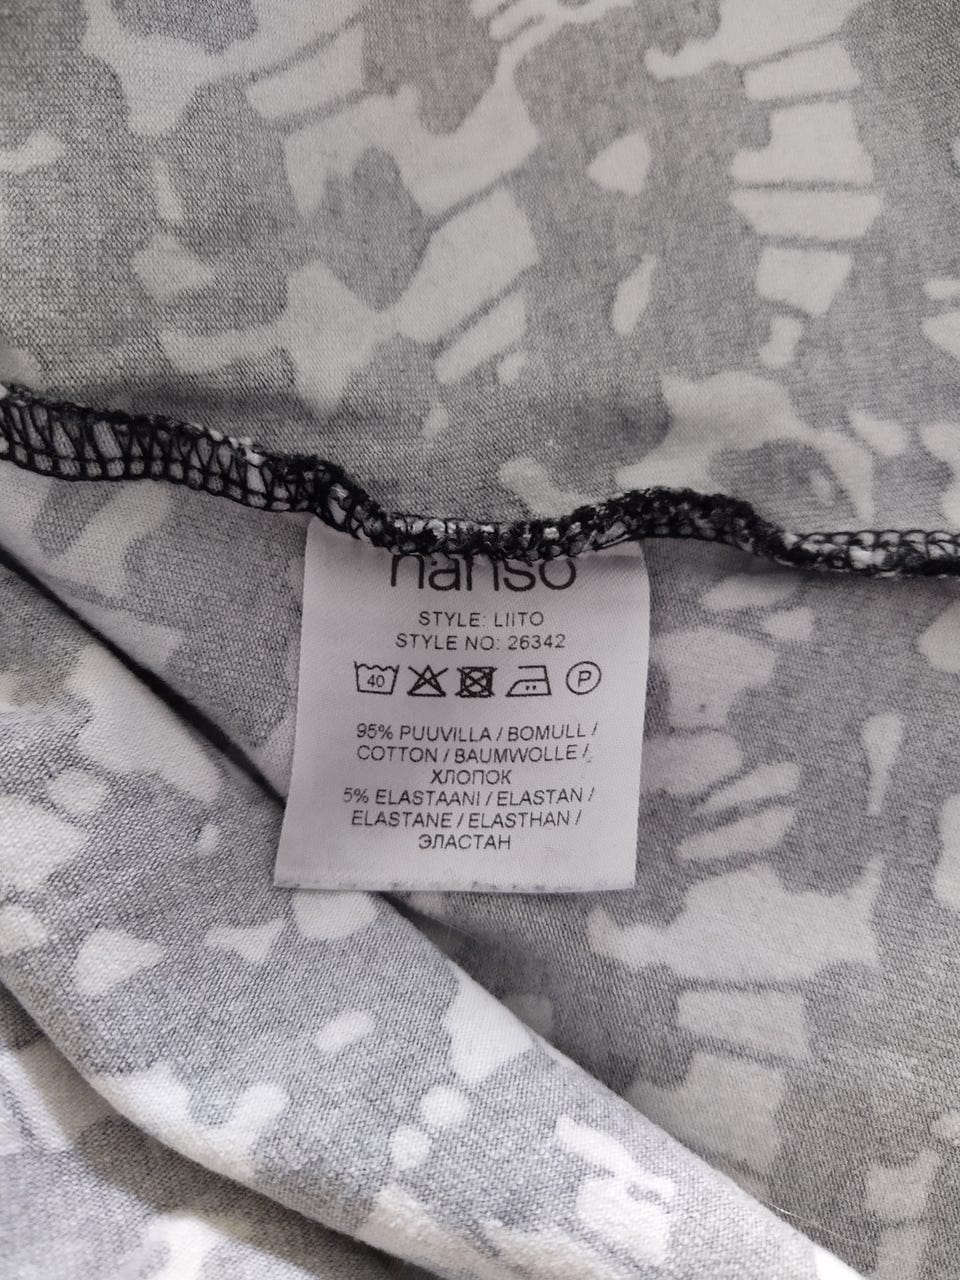 nanso
STYLE: LIITO
STYLE NO: 26342
40 P
95% PUUVILLA / BOMULL /
COTTON / BAUMWOLLE /
ХЛОПОК
5% ELASTAANI / ELASTAN /
ELASTANE / ELASTHAN /
ЭЛАСТАН